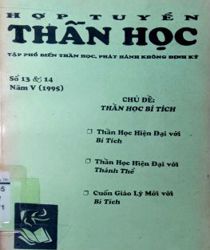 HỢP TUYỂN
THẦN HỌC
TẬP PHỔ BIẾN THẦN HỌC, PHÁT HÀNH KHÔNG ĐỊNH KỲ
Số 13 & 14
Năm V (1995)
CHỦ ĐỀ:
THẦN HỌC BÍ TÍCH
Thần Học Hiện Đại với
Bí Tích
Thần Học Hiện Đại với
Thánh Thể
Cuốn Giáo Lý Mới với
Bí Tích